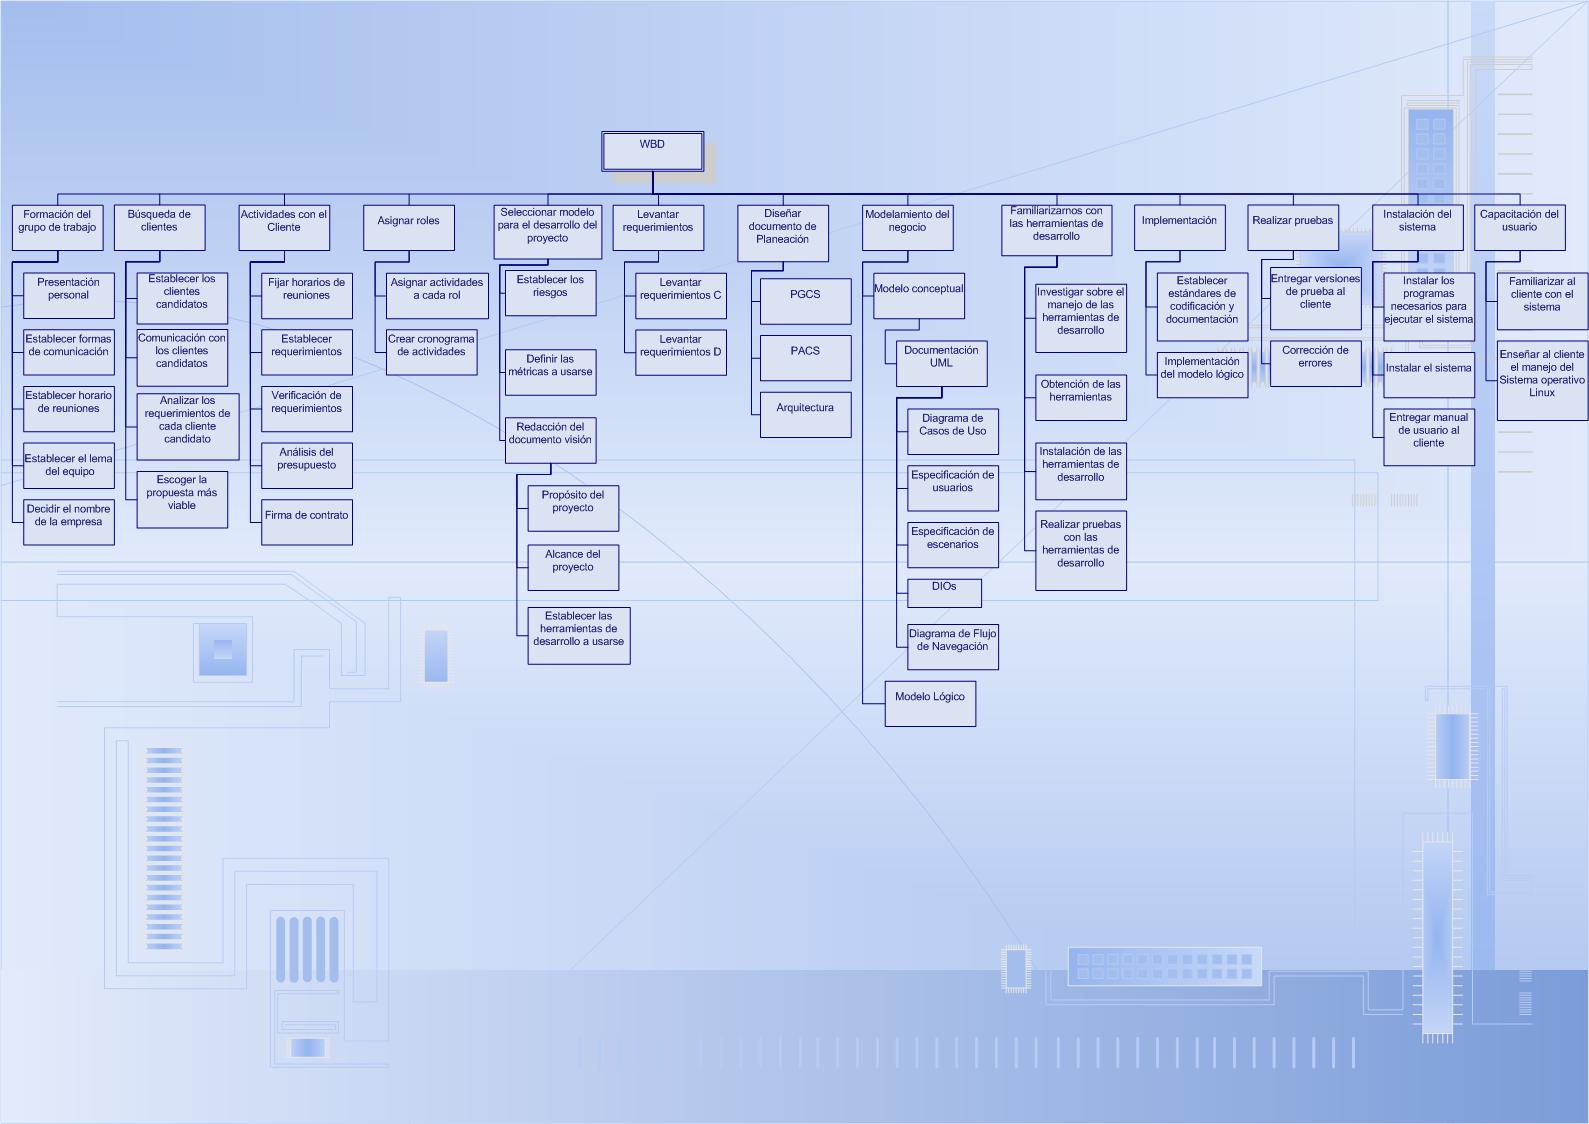 WBD
Formación del
grupo de trabajo
Presentación
personal
Establecer formas
de comunicación
Establecer horario
de reuniones
Establecer el lema
del equipo
Decidir el nombre
de la empresa
Búsqueda de
clientes
Establecer los
clientes
candidatos
Comunicación con
los clientes
candidatos
Analizar los
requerimientos de
cada cliente
candidato
Escoger la
propuesta más
viable
Actividades con el
Cliente
Fijar horarios de
reuniones
Establecer
requerimientos
Verificación de
requerimientos
Análisis del
presupuesto
Firma de contrato
Asignar roles
Asignar actividades
a cada rol
Crear cronograma
de actividades
Seleccionar modelo
para el desarrollo del
proyecto
Establecer los
riesgos
Definir las
métricas a usarse
Redacción del
documento visión
Propósito del
proyecto
Alcance del
proyecto
Establecer las
herramientas de
desarrollo a usarse
Levantar
requerimientos
Levantar
requerimientos C
Levantar
requerimientos D
Diseñar
documento de
Planeación
PGCS
PACS
Arquitectura
Modelamiento del
negocio
Modelo conceptual
Documentación
UML
Diagrama de
Casos de Uso
Especificación de
usuarios
Especificación de
escenarios
DIOs
Diagrama de Flujo
de Navegación
Modelo Lógico
Familiarizarnos con
las herramientas de
desarrollo
Investigar sobre el
manejo de las
herramientas de
desarrollo
Obtención de las
herramientas
Instalación de las
herramientas de
desarrollo
Realizar pruebas
con las
herramientas de
desarrollo
Implementación
Establecer
estándares de
codificación y
documentación
Implementación
del modelo lógico
Realizar pruebas
Entregar versiones
de prueba al
cliente
Corrección de
errores
Instalación del
sistema
Instalar los
programas
necesarios para
ejecutar el sistema
Instalar el sistema
Entregar manual
de usuario al
cliente
Capacitación del
usuario
Familiarizar al
cliente con el
sistema
Enseñar al cliente
el manejo del
Sistema operativo
Linux